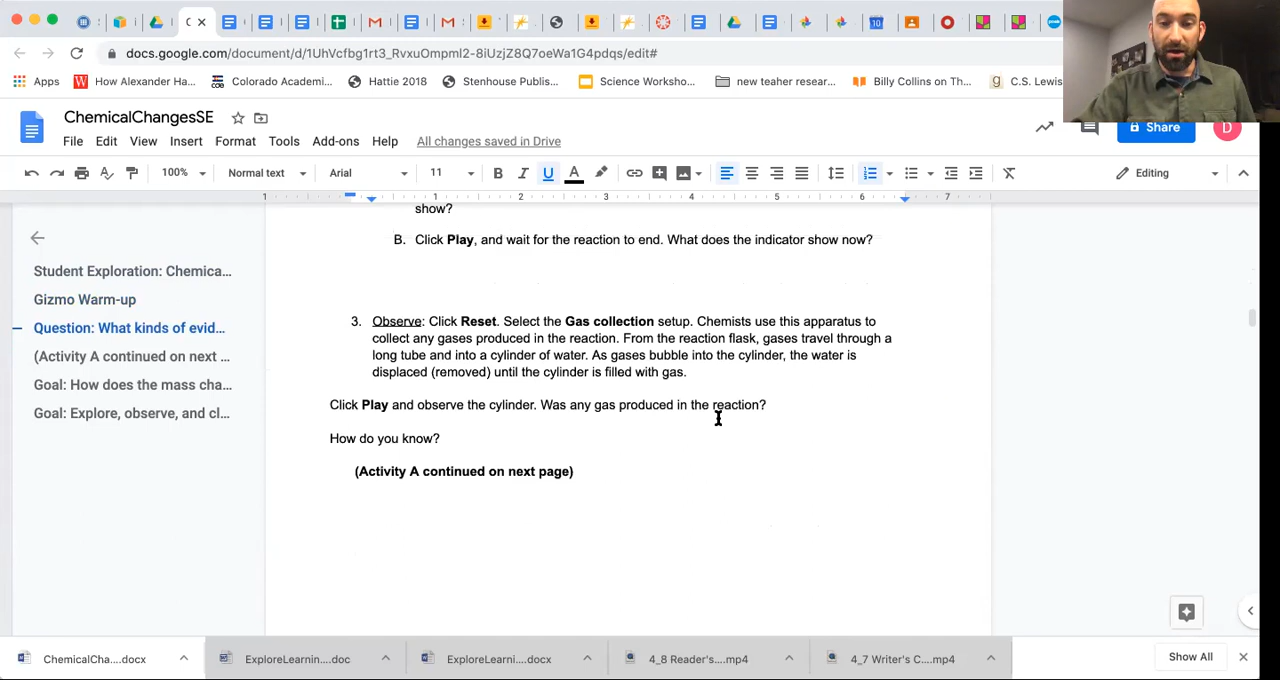 docs.google.com/document/d/1UhVcfbg1rt3_RvxuOmpml2-8iUzjZ8Q7oeWa1G4pdqs/edit#
Apps How Alexander Ha... Colorado Academi... Hattie 2018 Stenhouse Publis... Science Worksho... new teaher resear... Billy Collins on Th... C.S. Lewis
ChemicalChangesSE
File Edit View Insert Format Tools Add-ons Help All changes saved in Drive
Share D
100% Normal text Arial 11 B I U A Editing
1 1 2 3 4 5 6 7
show?
B. Click Play, and wait for the reaction to end. What does the indicator show now?
Student Exploration: Chemica...
Gizmo Warm-up
Question: What kinds of evid...
(Activity A continued on next ...
Goal: How does the mass cha...
Goal: Explore, observe, and cl...
3. Observe: Click Reset. Select the Gas collection setup. Chemists use this apparatus to
collect any gases produced in the reaction. From the reaction flask, gases travel through a
long tube and into a cylinder of water. As gases bubble into the cylinder, the water is
displaced (removed) until the cylinder is filled with gas.
Click Play and observe the cylinder. Was any gas produced in the reaction?
How do you know?
(Activity A continued on next page)
ChemicalCha....docx ExploreLearnin....doc ExploreLearni....docx 4_8 Reader's....mp4 4_7 Writer's C....mp4 Show All